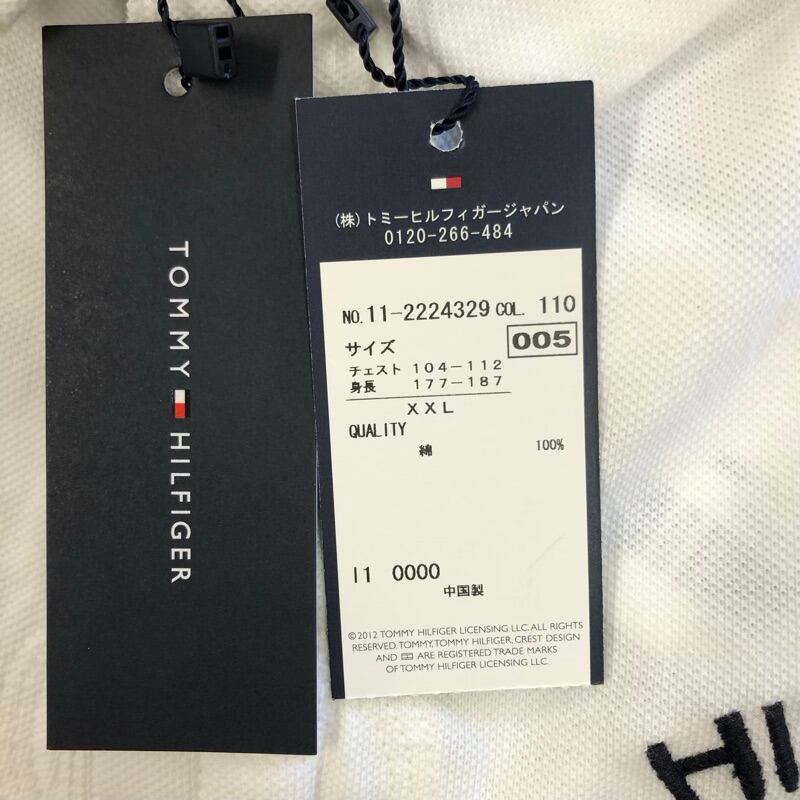 TOMMY HILFIGER
(株)トミーヒルフィガージャパン
0120-266-484
NO. 11-2224329 COL. 110
サイズ 005
チェスト 104-112
身長 177-187
XXL
QUALITY
綿 100%
I1 0000
中国製
©2012 TOMMY HILFIGER LICENSING LLC. ALL RIGHTS
RESERVED. TOMMY, TOMMY HILFIGER, CREST DESIGN
AND ARE REGISTERED TRADE MARKS
OF TOMMY HILFIGER LICENSING LLC.
HI